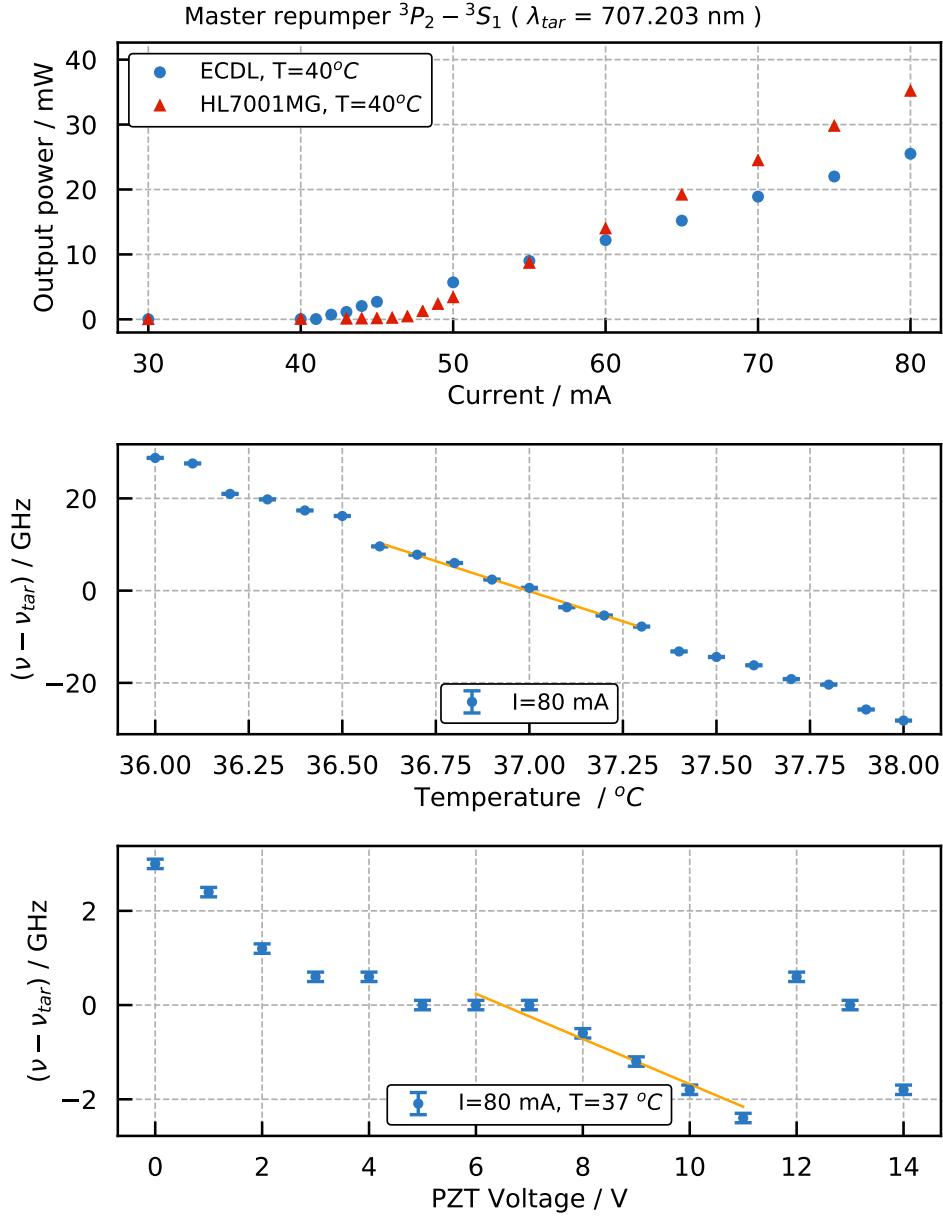 Master repumper ³P₂ − ³S₁ ( λₜₐᵣ = 707.203 nm )
Output power / mW
40
30
20
10
0
ECDL, T=40°C
HL7001MG, T=40°C
30 40 50 60 70 80
Current / mA
(ν − νₜₐᵣ) / GHz
20
0
−20
I=80 mA
36.00 36.25 36.50 36.75 37.00 37.25 37.50 37.75 38.00
Temperature / °C
(ν − νₜₐᵣ) / GHz
2
0
−2
I=80 mA, T=37 °C
0 2 4 6 8 10 12 14
PZT Voltage / V